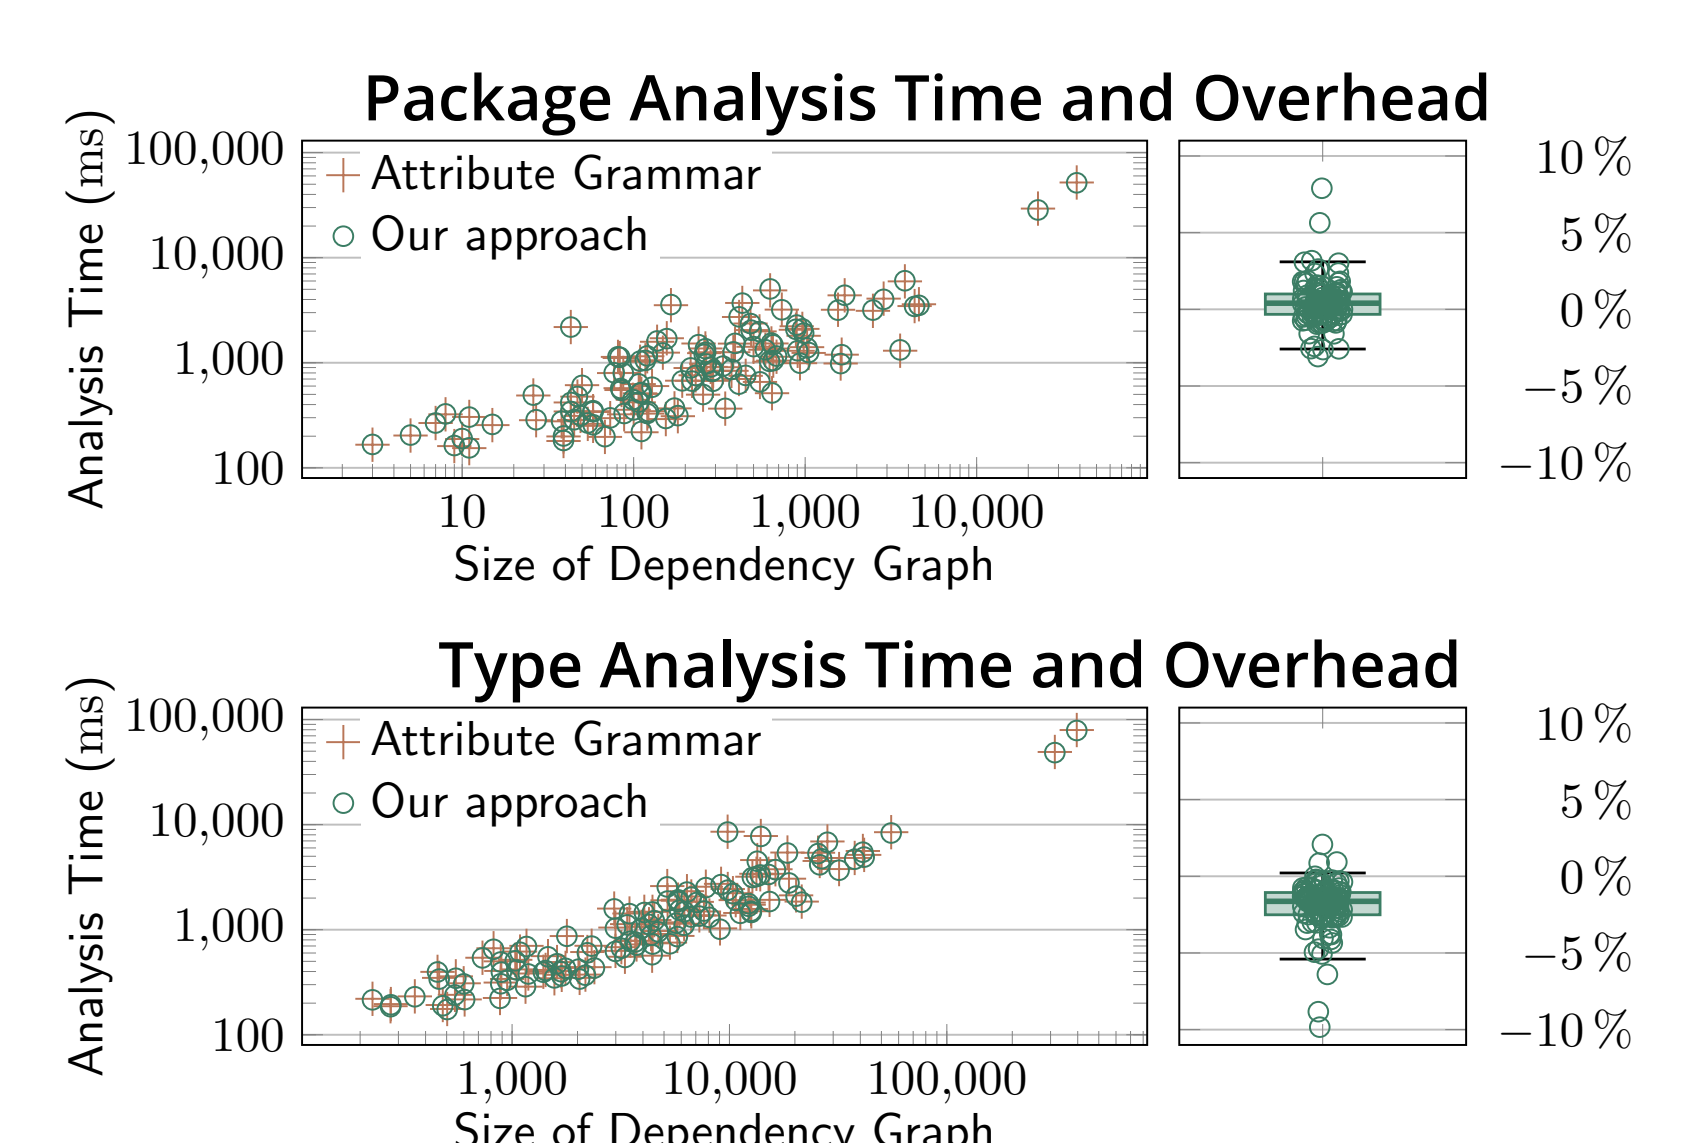 Package Analysis Time and Overhead
Analysis Time (ms)
100,000
10,000
1,000
100
Attribute Grammar
Our approach
10
100
1,000
10,000
Size of Dependency Graph
10 %
5 %
0 %
−5 %
−10 %
Type Analysis Time and Overhead
Analysis Time (ms)
100,000
10,000
1,000
100
Attribute Grammar
Our approach
1,000
10,000
100,000
Size of Dependency Graph
10 %
5 %
0 %
−5 %
−10 %